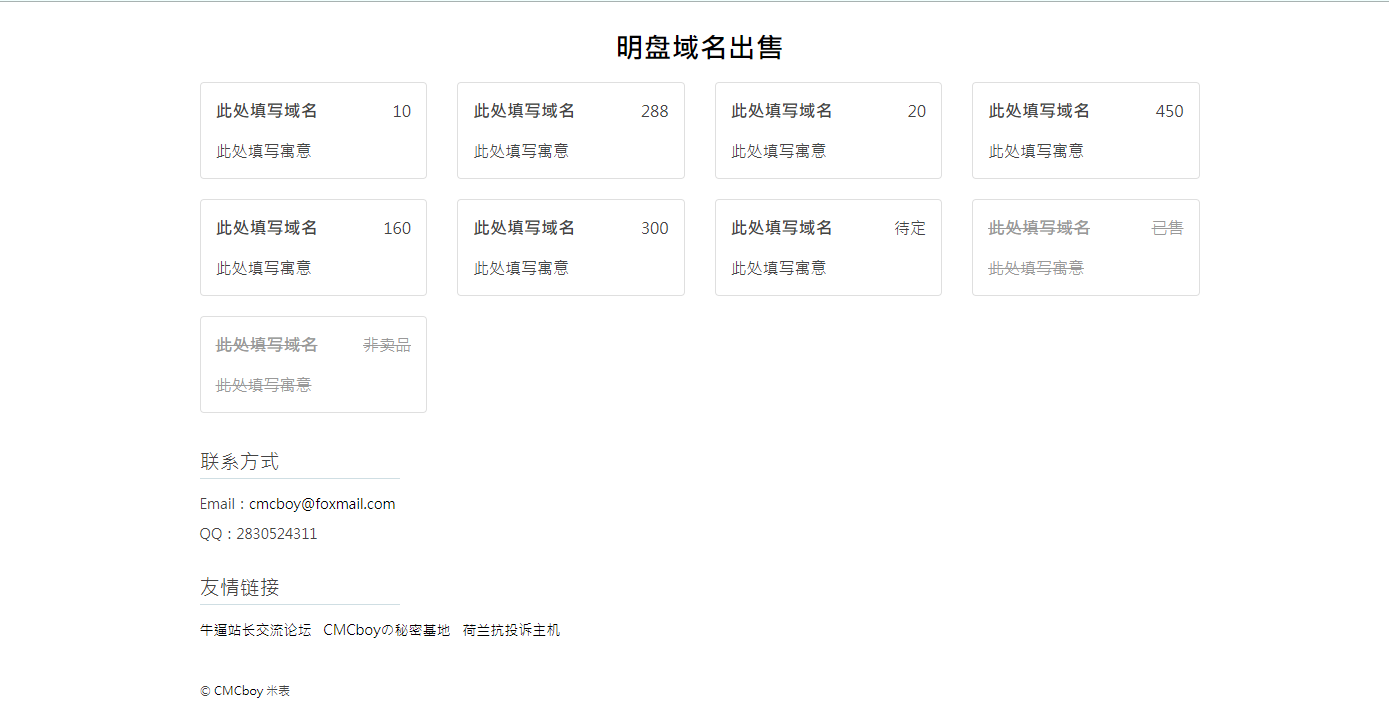 明盘域名出售
此处填写域名 10
此处填写寓意
此处填写域名 288
此处填写寓意
此处填写域名 20
此处填写寓意
此处填写域名 450
此处填写寓意
此处填写域名 160
此处填写寓意
此处填写域名 300
此处填写寓意
此处填写域名 待定
此处填写寓意
此处填写域名 已售
此处填写寓意
此处填写域名 非卖品
此处填写寓意
联系方式
Email：cmcboy@foxmail.com
QQ：2830524311
友情链接
牛逼站长交流论坛 CMCboyの秘密基地 荷兰抗投诉主机
© CMCboy 米表